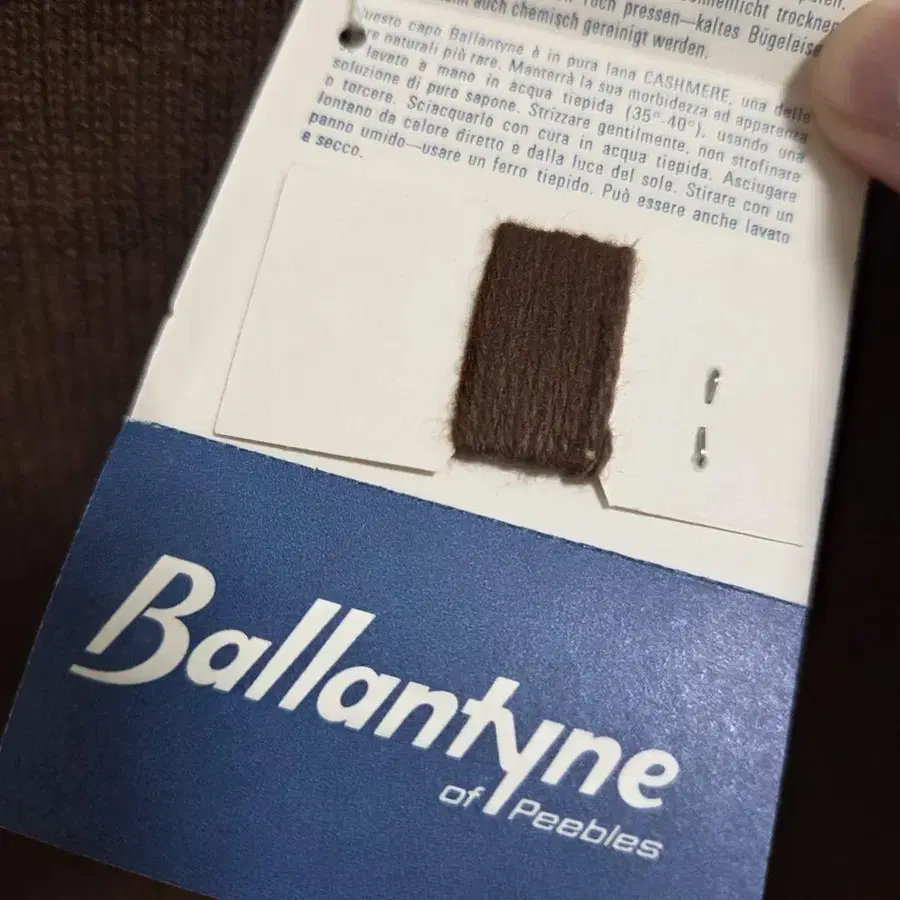 pressen—kaltes Bügeleise
auch chemisch gereinigt werden.
uesto capo Ballantyne è in pura lana CASHMERE, una delle
re naturali più rare. Manterrà la sua morbidezza ad apparenza
se lavato a mano in acqua tiepida (35°-40°), usando una
soluzione di puro sapone. Strizzare gentilmente, non strofinare
o torcere. Sciacquarlo con cura in acqua tiepida. Asciugare
lontano da calore diretto e dalla luce del sole. Stirare con un
panno umido—usare un ferro tiepido. Può essere anche lavato
a secco.
Ballantyne
of Peebles